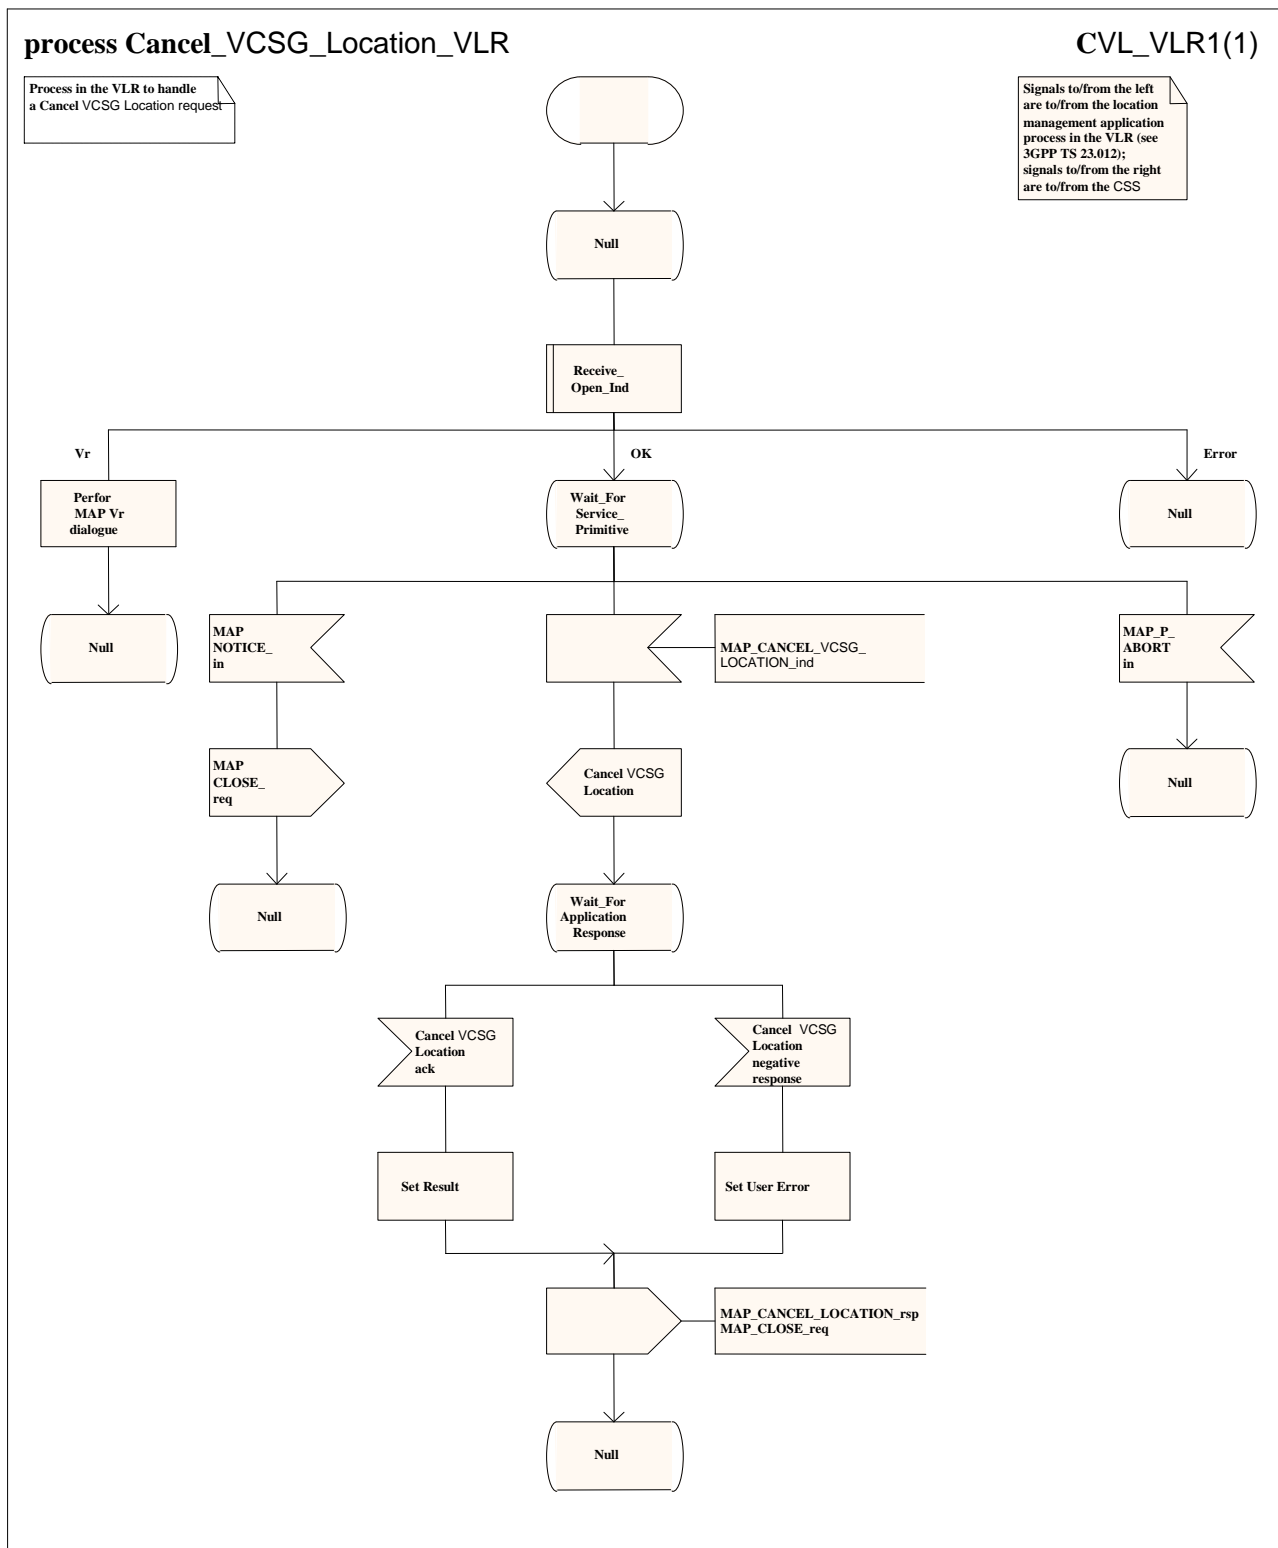 process Cancel_VCSG_Location_VLR
CVL_VLR1(1)
Process in the VLR to handle
a Cancel VCSG Location request
Signals to/from the left
are to/from the location
management application
process in the VLR (see
3GPP TS 23.012);
signals to/from the right
are to/from the CSS
Null
Receive_
Open_Ind
Vr
OK
Error
Perfor
MAP Vr
dialogue
Wait_For
Service_
Primitive
Null
Null
MAP
NOTICE_
in
MAP_CANCEL_VCSG_
LOCATION_ind
MAP_P_
ABORT
in
MAP
CLOSE_
req
Cancel VCSG
Location
Null
Null
Wait_For
Application
Response
Cancel VCSG
Location
ack
Cancel VCSG
Location
negative
response
Set Result
Set User Error
MAP_CANCEL_LOCATION_rsp
MAP_CLOSE_req
Null